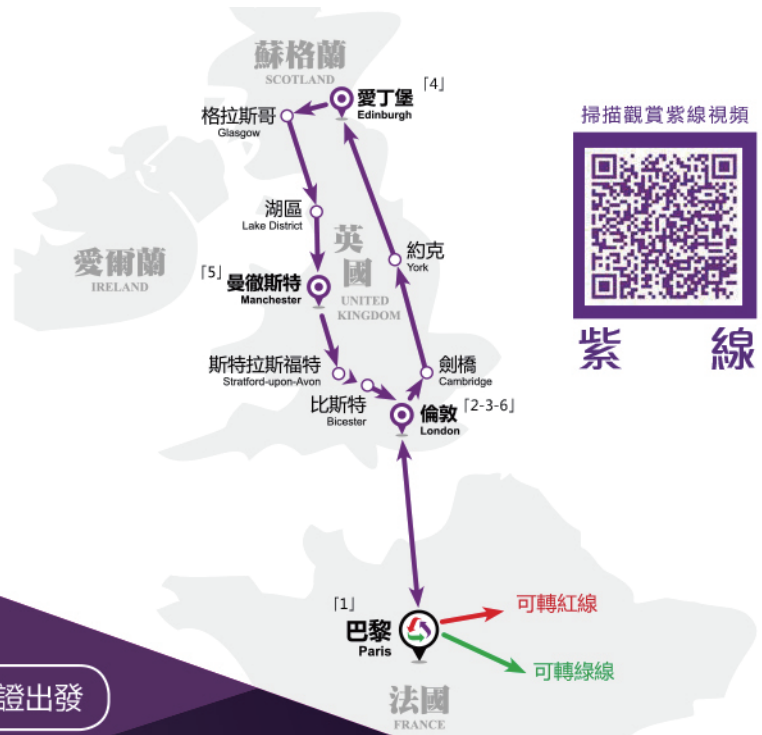 蘇格蘭
SCOTLAND
「4」
愛丁堡
Edinburgh
格拉斯哥
Glasgow
掃描觀賞紫線視頻
湖區
Lake District
英
國
UNITED
KINGDOM
約克
York
愛爾蘭
IRELAND
「5」
曼徹斯特
Manchester
紫 線
斯特拉斯福特
Stratford-upon-Avon
劍橋
Cambridge
比斯特
Bicester
倫敦
London
「2-3-6」
「1」
巴黎
Paris
可轉紅線
可轉綠線
證出發
法國
FRANCE